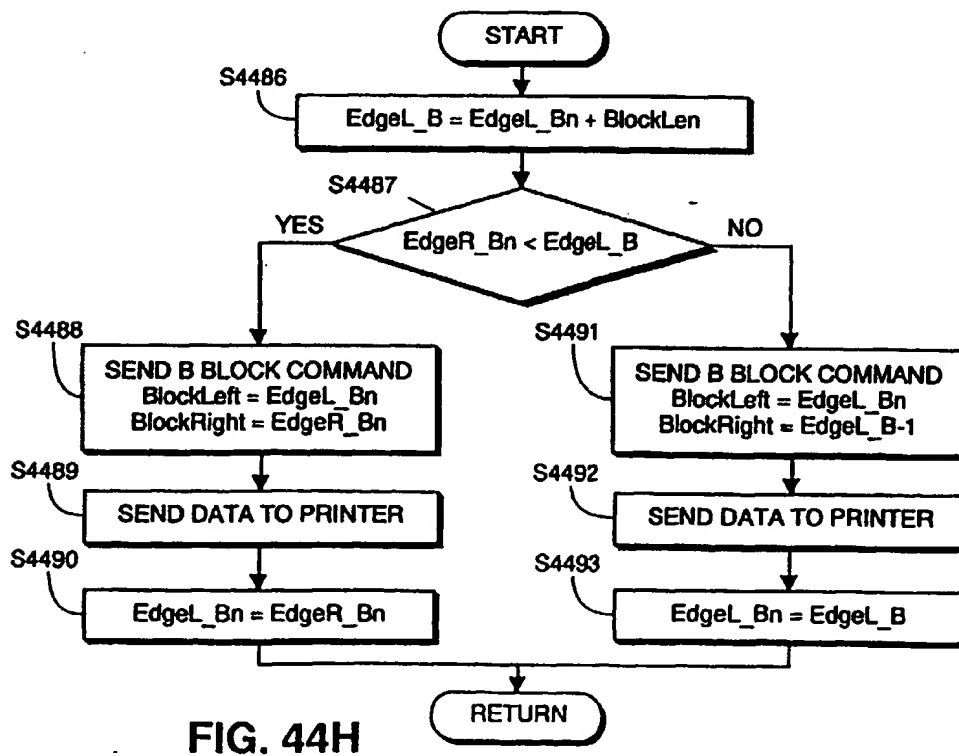 START
S4486
EdgeL_B = EdgeL_Bn + BlockLen
S4487
YES
EdgeR_Bn < EdgeL_B
NO
S4488
SEND B BLOCK COMMAND
BlockLeft = EdgeL_Bn
BlockRight = EdgeR_Bn
S4491
SEND B BLOCK COMMAND
BlockLeft = EdgeL_Bn
BlockRight = EdgeL_B-1
S4489
SEND DATA TO PRINTER
S4492
SEND DATA TO PRINTER
S4490
EdgeL_Bn = EdgeR_Bn
S4493
EdgeL_Bn = EdgeL_B
RETURN
FIG. 44H